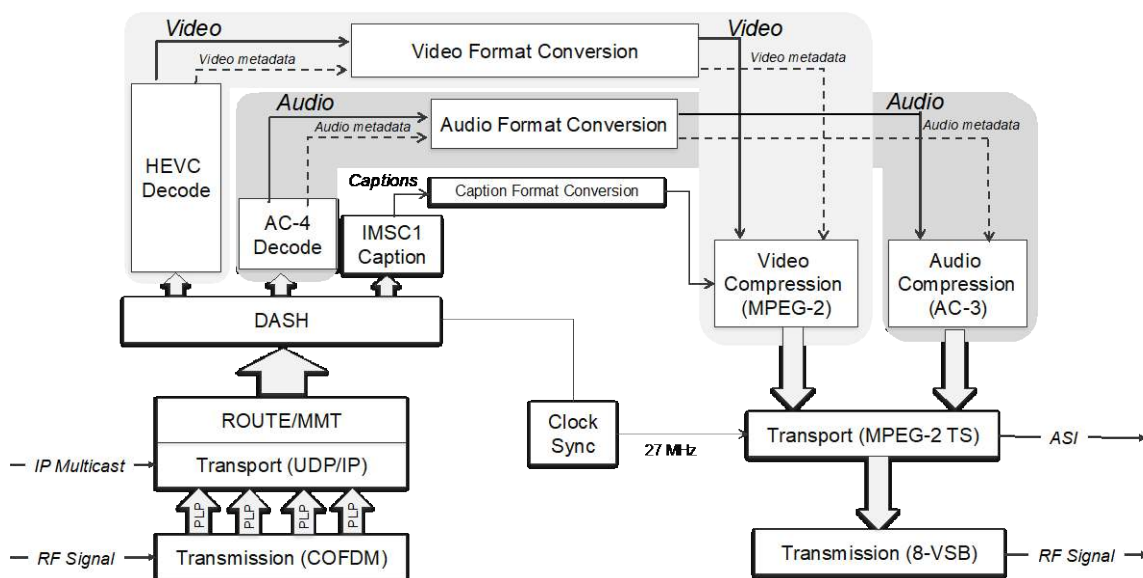 Video
Video
Video Format Conversion
Video metadata
Video metadata
Audio
Audio
Audio Format Conversion
Audio metadata
Audio metadata
HEVC
Decode
Captions
Caption Format Conversion
AC-4
Decode
IMSC1
Caption
Video
Compression
(MPEG-2)
Audio
Compression
(AC-3)
DASH
ROUTE/MMT
Clock
Sync
27 MHz
Transport (MPEG-2 TS)
ASI
IP Multicast
Transport (UDP/IP)
PLP
PLP
PLP
PLP
RF Signal
Transmission (COFDM)
Transmission (8-VSB)
RF Signal